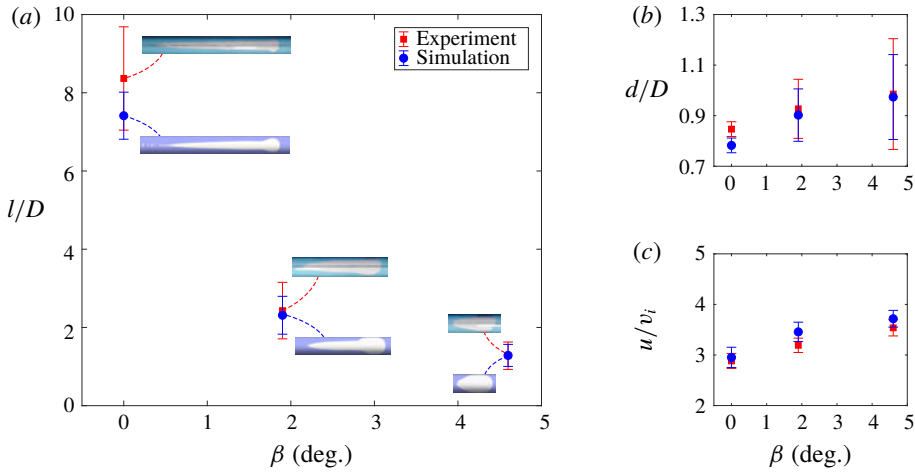 (a)
10
8
6
4
2
0
l/D
0 1 2 3 4 5
β (deg.)
Experiment
Simulation
(b)
1.3
1.1
0.9
0.7
d/D
0 1 2 3 4 5
(c)
5
4
3
2
u/v_i
0 1 2 3 4 5
β (deg.)